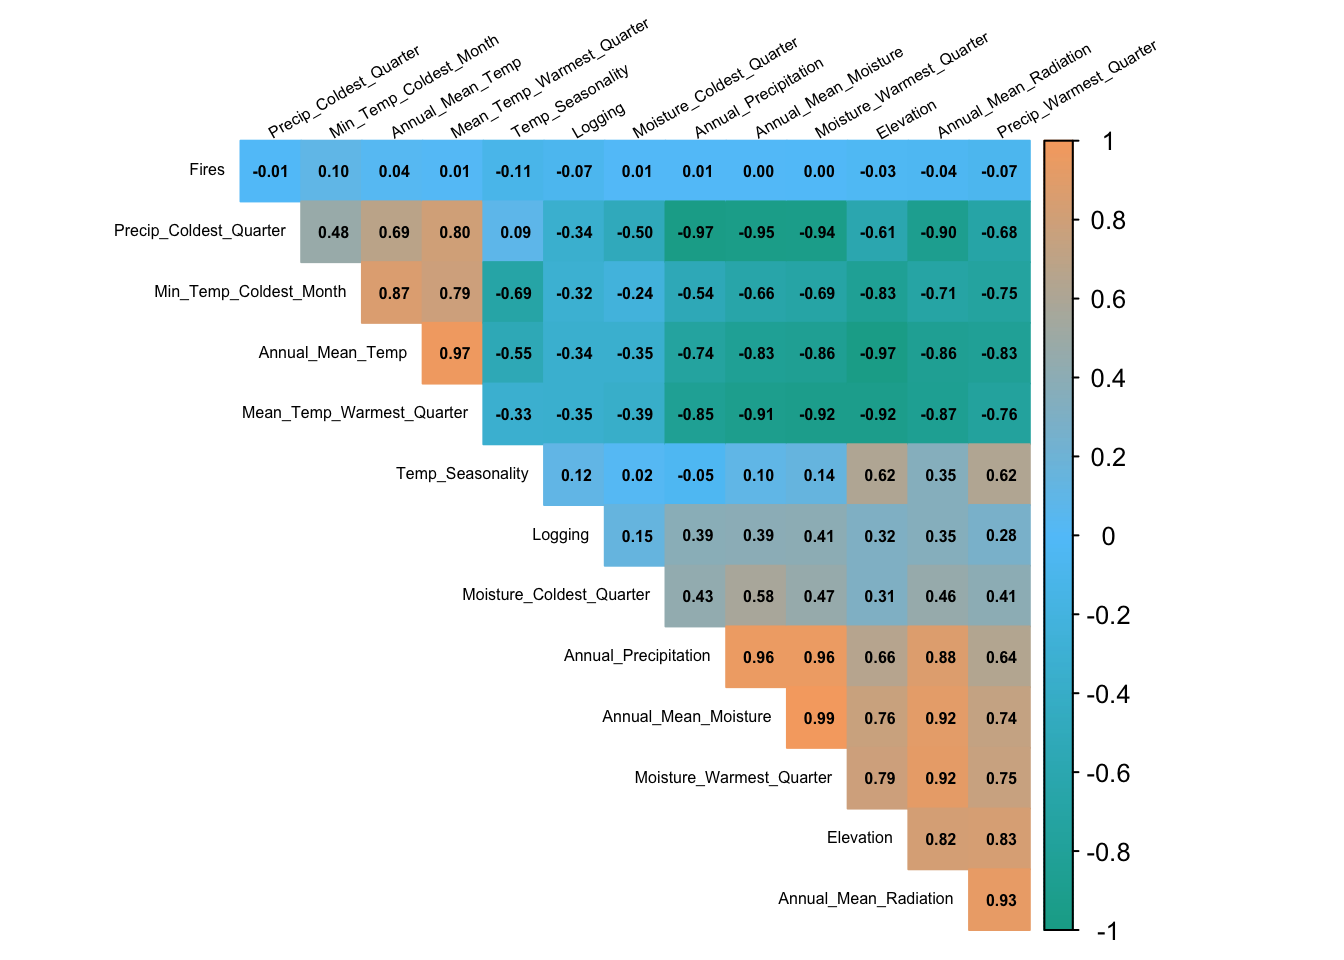 Precip_Coldest_Quarter
Min_Temp_Coldest_Month
Annual_Mean_Temp
Mean_Temp_Warmest_Quarter
Temp_Seasonality
Logging
Moisture_Coldest_Quarter
Annual_Precipitation
Annual_Mean_Moisture
Moisture_Warmest_Quarter
Elevation
Annual_Mean_Radiation
Precip_Warmest_Quarter
Fires -0.01 0.10 0.04 0.01 -0.11 -0.07 0.01 0.01 0.00 0.00 -0.03 -0.04 -0.07
Precip_Coldest_Quarter 0.48 0.69 0.80 0.09 -0.34 -0.50 -0.97 -0.95 -0.94 -0.61 -0.90 -0.68
Min_Temp_Coldest_Month 0.87 0.79 -0.69 -0.32 -0.24 -0.54 -0.66 -0.69 -0.83 -0.71 -0.75
Annual_Mean_Temp 0.97 -0.55 -0.34 -0.35 -0.74 -0.83 -0.86 -0.97 -0.86 -0.83
Mean_Temp_Warmest_Quarter -0.33 -0.35 -0.39 -0.85 -0.91 -0.92 -0.92 -0.87 -0.76
Temp_Seasonality 0.12 0.02 -0.05 0.10 0.14 0.62 0.35 0.62
Logging 0.15 0.39 0.39 0.41 0.32 0.35 0.28
Moisture_Coldest_Quarter 0.43 0.58 0.47 0.31 0.46 0.41
Annual_Precipitation 0.96 0.96 0.66 0.88 0.64
Annual_Mean_Moisture 0.99 0.76 0.92 0.74
Moisture_Warmest_Quarter 0.79 0.92 0.75
Elevation 0.82 0.83
Annual_Mean_Radiation 0.93
1
0.8
0.6
0.4
0.2
0
-0.2
-0.4
-0.6
-0.8
-1